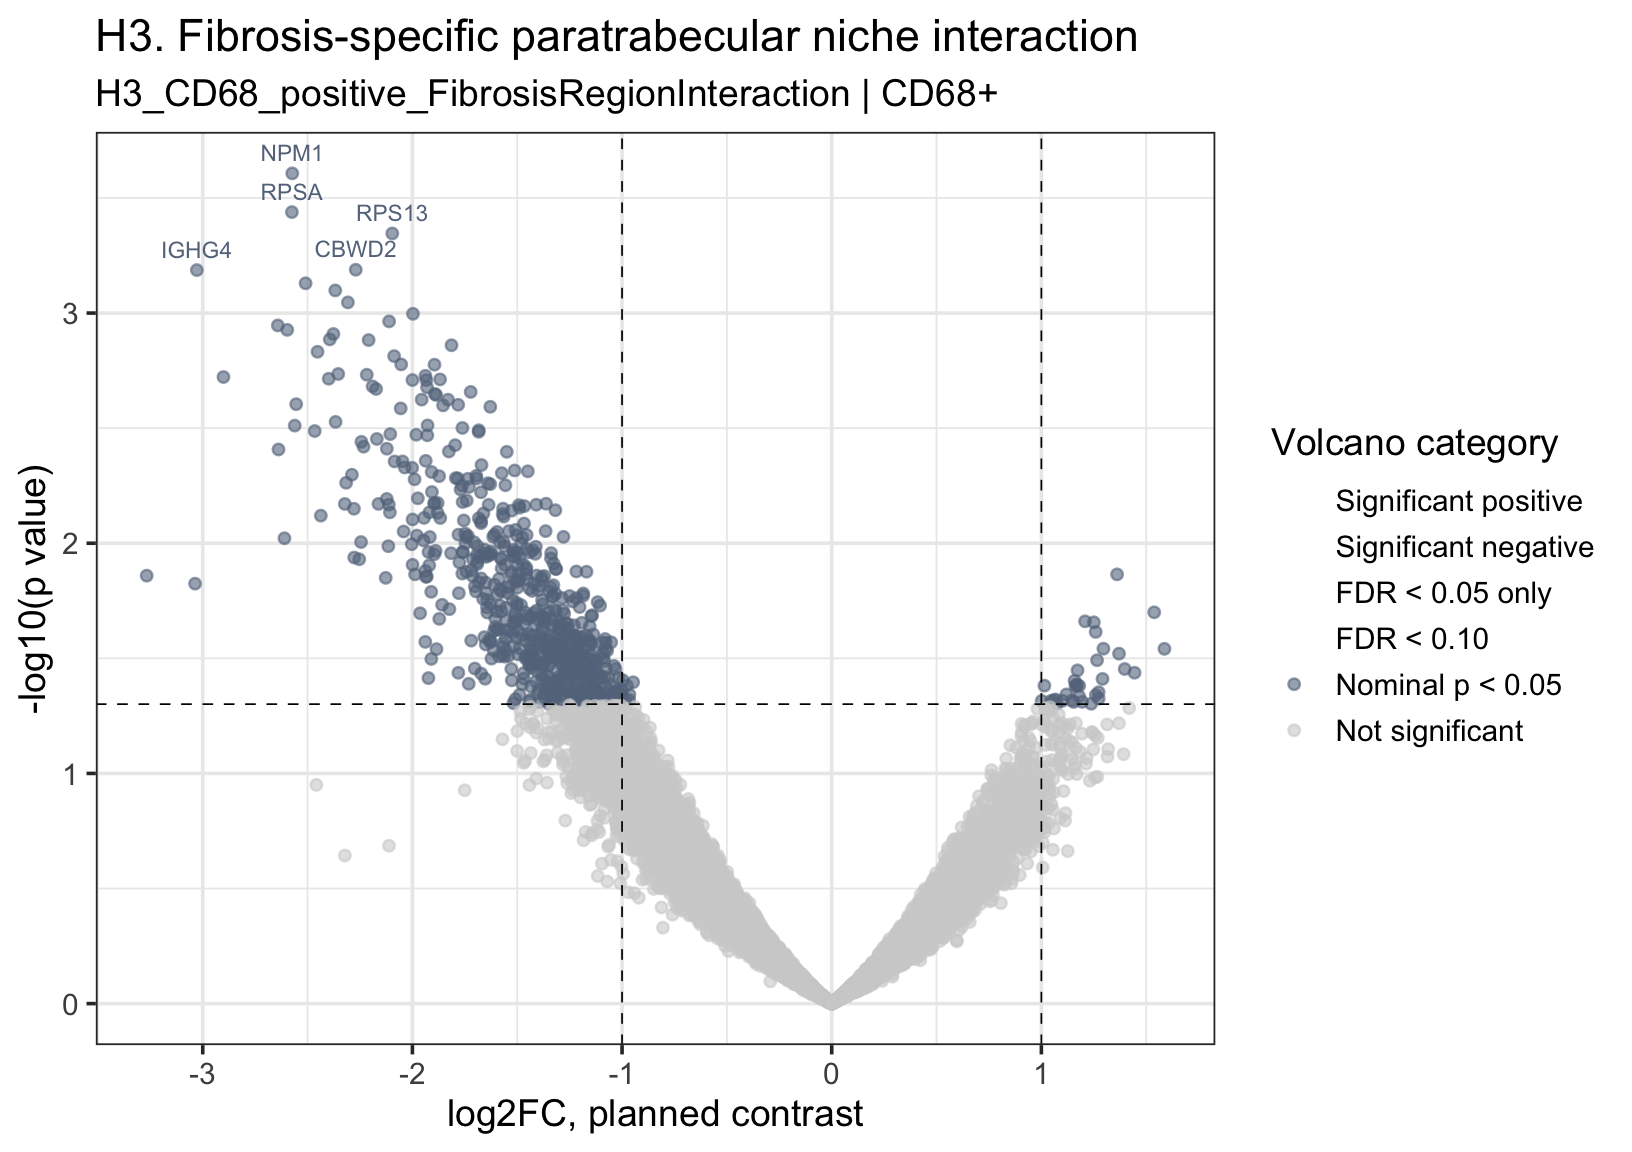 H3. Fibrosis-specific paratrabecular niche interaction
H3_CD68_positive_FibrosisRegionInteraction | CD68+
NPM1
RPSA
RPS13
IGHG4
CBWD2
3
2
1
0
-log10(p value)
-3
-2
-1
0
1
log2FC, planned contrast
Volcano category
Significant positive
Significant negative
FDR < 0.05 only
FDR < 0.10
Nominal p < 0.05
Not significant